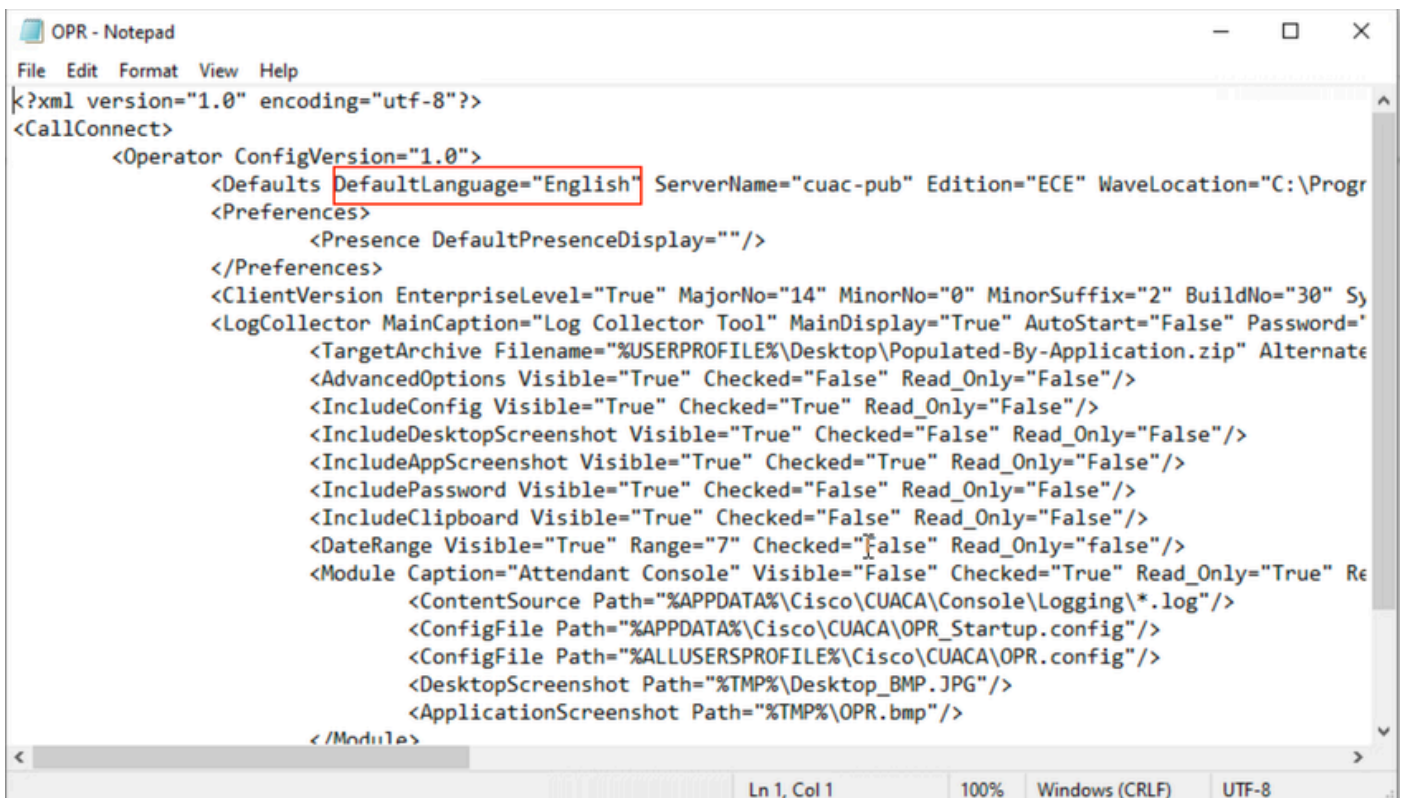 OPR - Notepad
File Edit Format View Help
<?xml version="1.0" encoding="utf-8"?>
<CallConnect>
<Operator ConfigVersion="1.0">
<Defaults DefaultLanguage="English" ServerName="cuac-pub" Edition="ECE" WaveLocation="C:\Progr
<Preferences>
<Presence DefaultPresenceDisplay=""/>
</Preferences>
<ClientVersion EnterpriseLevel="True" MajorNo="14" MinorNo="0" MinorSuffix="2" BuildNo="30" Sy
<LogCollector MainCaption="Log Collector Tool" MainDisplay="True" AutoStart="False" Password="
<TargetArchive Filename="%USERPROFILE%\Desktop\Populated-By-Application.zip" Alternate
<AdvancedOptions Visible="True" Checked="False" Read_Only="False"/>
<IncludeConfig Visible="True" Checked="True" Read_Only="False"/>
<IncludeDesktopScreenshot Visible="True" Checked="False" Read_Only="False"/>
<IncludeAppScreenshot Visible="True" Checked="True" Read_Only="False"/>
<IncludePassword Visible="True" Checked="False" Read_Only="False"/>
<IncludeClipboard Visible="True" Checked="False" Read_Only="False"/>
<DateRange Visible="True" Range="7" Checked="False" Read_Only="false"/>
<Module Caption="Attendant Console" Visible="False" Checked="True" Read_Only="True" Re
<ContentSource Path="%APPDATA%\Cisco\CUACA\Console\Logging\*.log"/>
<ConfigFile Path="%APPDATA%\Cisco\CUACA\OPR_Startup.config"/>
<ConfigFile Path="%ALLUSERSPROFILE%\Cisco\CUACA\OPR.config"/>
<DesktopScreenshot Path="%TMP%\Desktop_BMP.JPG"/>
<ApplicationScreenshot Path="%TMP%\OPR.bmp"/>
</Module>
Ln 1, Col 1 100% Windows (CRLF) UTF-8